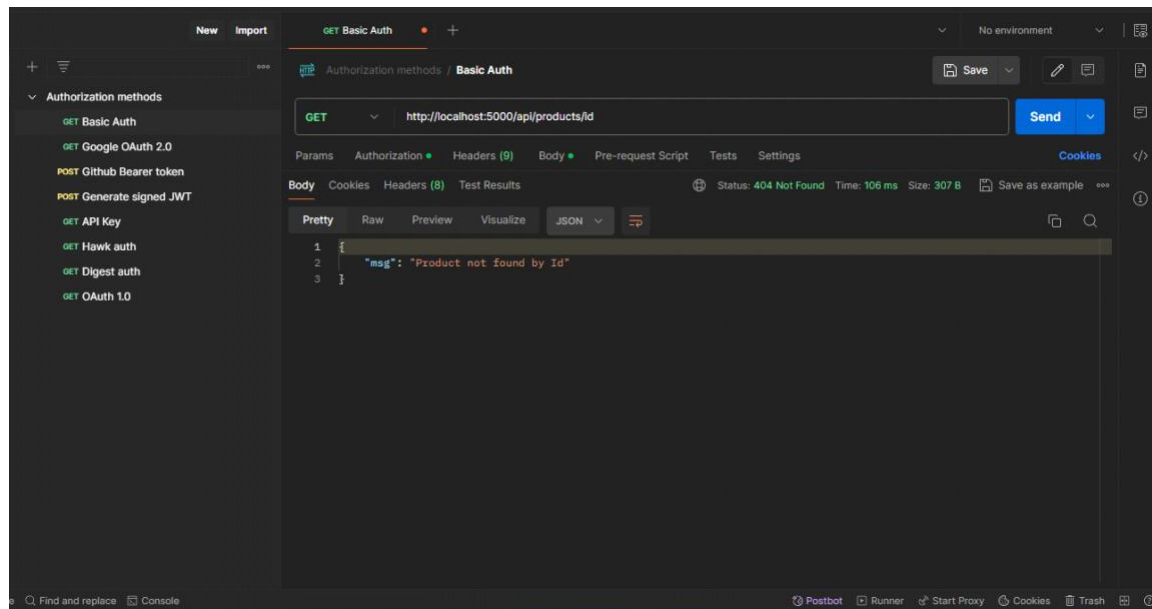 New Import GET Basic Auth No environment
Authorization methods / Basic Auth Save
Authorization methods
GET Basic Auth
GET Google OAuth 2.0
POST Github Bearer token
POST Generate signed JWT
GET API Key
GET Hawk auth
GET Digest auth
GET OAuth 1.0
GET http://localhost:5000/api/products/id Send
Params Authorization Headers (9) Body Pre-request Script Tests Settings Cookies
Body Cookies Headers (8) Test Results Status: 404 Not Found Time: 106 ms Size: 307 B Save as example
Pretty Raw Preview Visualize JSON
1 {
2 "msg": "Product not found by Id"
3 }
Find and replace Console Postbot Runner Start Proxy Cookies Trash